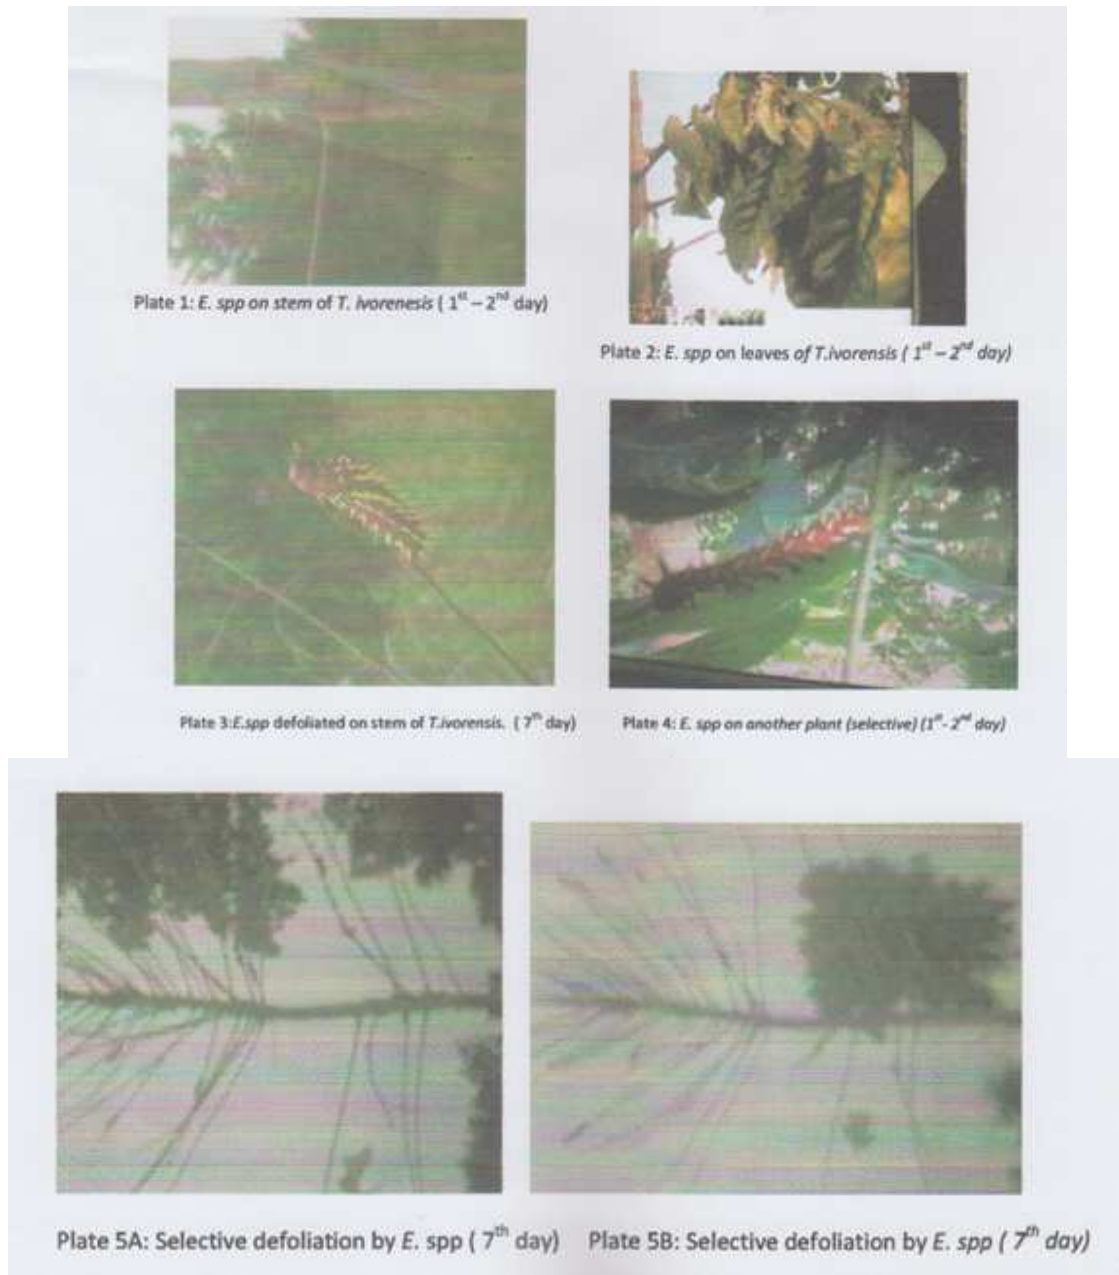 Plate 1: E. spp on stem of T. ivorenesis ( 1st – 2nd day)
Plate 2: E. spp on leaves of T.ivorensis ( 1st – 2nd day)
Plate 3:E.spp defoliated on stem of T.ivorensis. ( 7th day)
Plate 4: E. spp on another plant (selective) (1st- 2nd day)
Plate 5A: Selective defoliation by E. spp ( 7th day)
Plate 5B: Selective defoliation by E. spp ( 7th day)